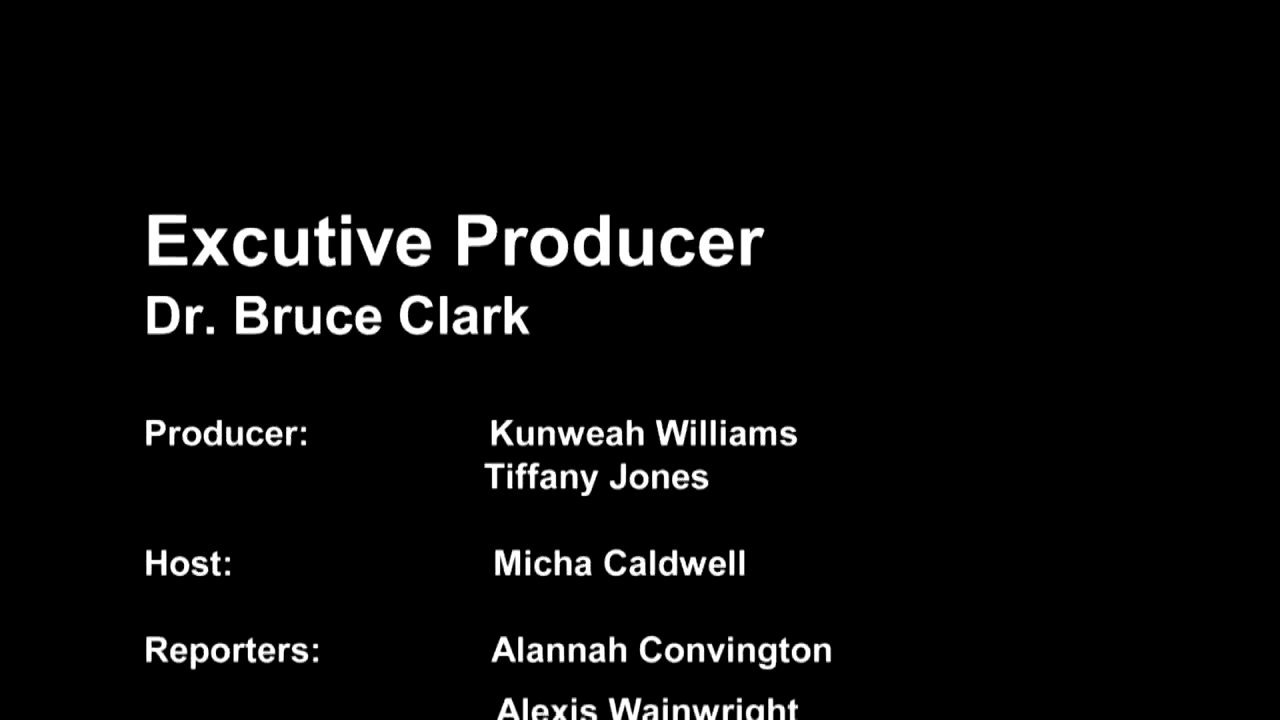 Excutive Producer
Dr. Bruce Clark
Producer: Kunweah Williams
Tiffany Jones
Host: Micha Caldwell
Reporters: Alannah Convington
Alexis Wainwright